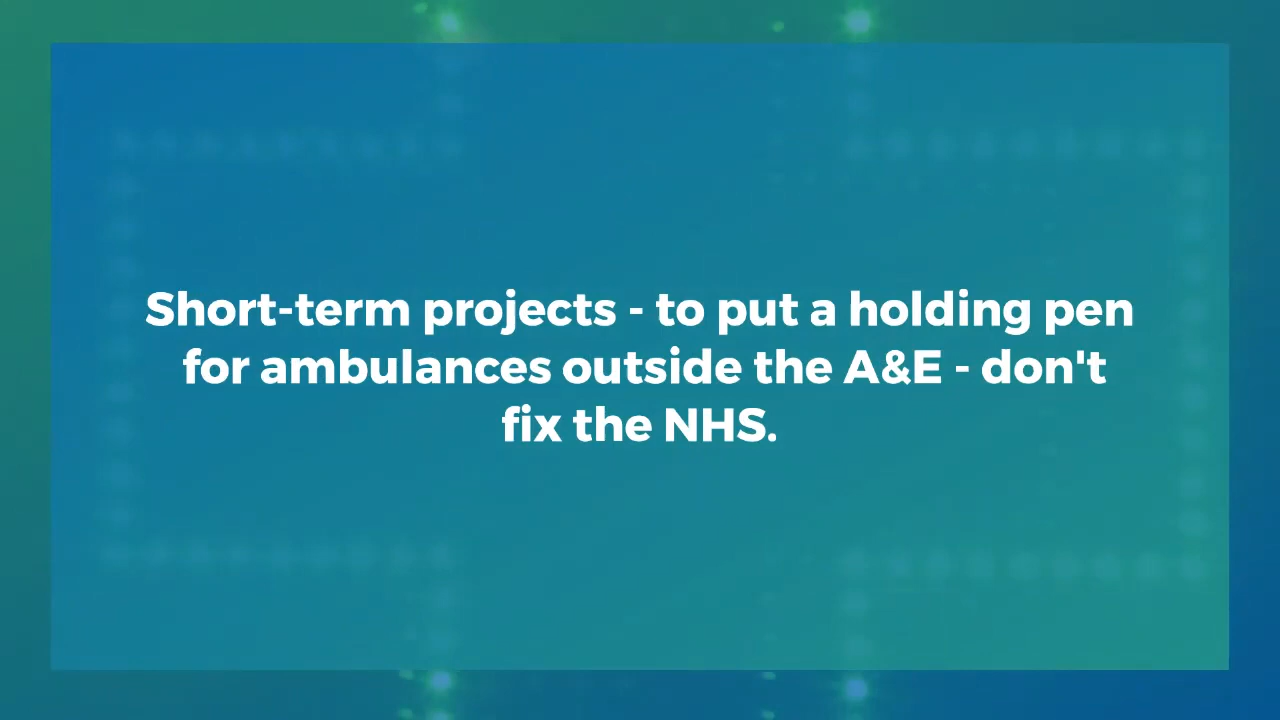 Short-term projects - to put a holding pen
for ambulances outside the A&E - don't
fix the NHS.